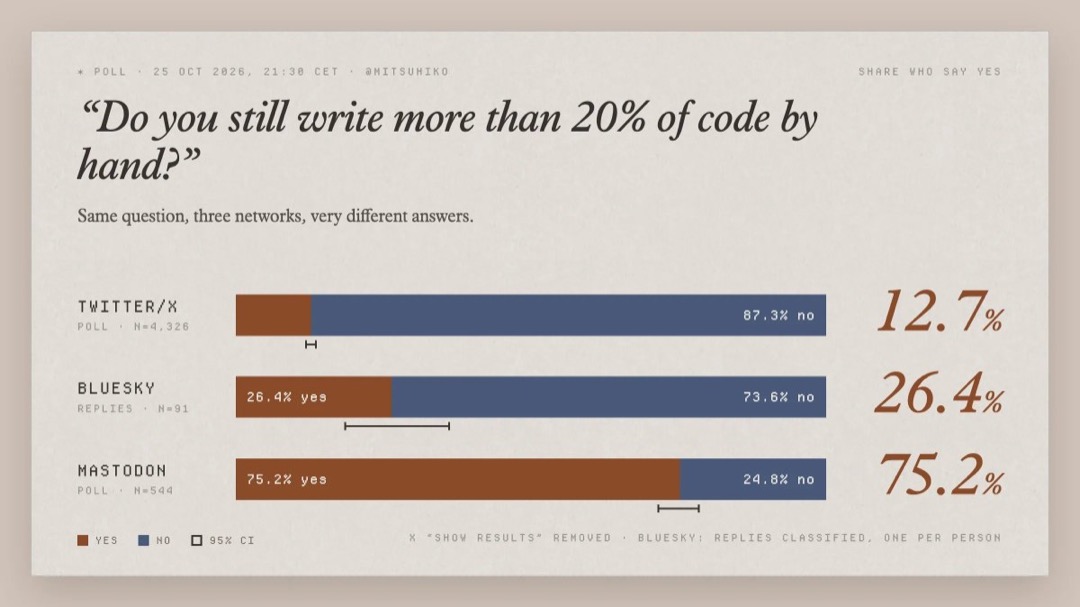 POLL · 25 OCT 2026, 21:30 CET · @MITSUHIKO
SHARE WHO SAY YES
“Do you still write more than 20% of code by
hand?”
Same question, three networks, very different answers.
TWITTER/X
POLL · N=4,326
87.3% no
12.7%
BLUESKY
REPLIES · N=91
26.4% yes
73.6% no
26.4%
MASTODON
POLL · N=544
75.2% yes
24.8% no
75.2%
YES
NO
95% CI
X “SHOW RESULTS” REMOVED · BLUESKY: REPLIES CLASSIFIED, ONE PER PERSON